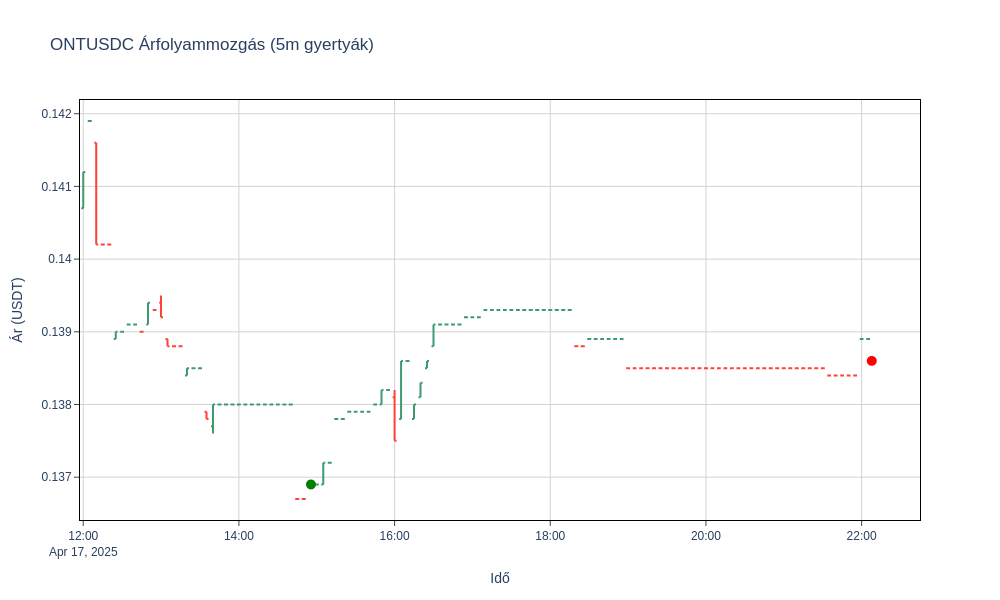 ONTUSDC Árfolyammozgás (5m gyertyák)
0.142
0.141
0.14
0.139
0.138
0.137
Ár (USDT)
12:00 14:00 16:00 18:00 20:00 22:00
Apr 17, 2025
Idő